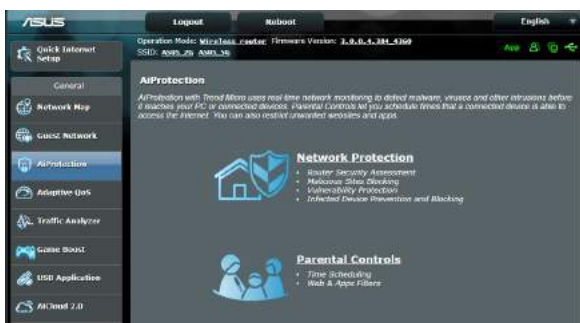 ASUS
Logout
Reboot
English
Quick Internet Setup
Operation Mode: Wireless router Firmware Version: 3.0.0.4.384_4360
SSID: ASUS_2G ASUS_5G
App
General
Network Map
Guest Network
AiProtection
Adaptive QoS
Traffic Analyzer
Game Boost
USB Application
AiCloud 2.0
AiProtection
AiProtection with Trend Micro uses real-time network monitoring to detect malware, viruses and other intrusions before
it reaches your PC or connected devices. Parental Controls let you schedule times that a connected device is able to
access the Internet. You can also restrict unwanted websites and apps.
Network Protection
Router Security Assessment
Malicious Sites Blocking
Vulnerability Protection
Infected Device Prevention and Blocking
Parental Controls
Time Scheduling
Web & Apps Filters